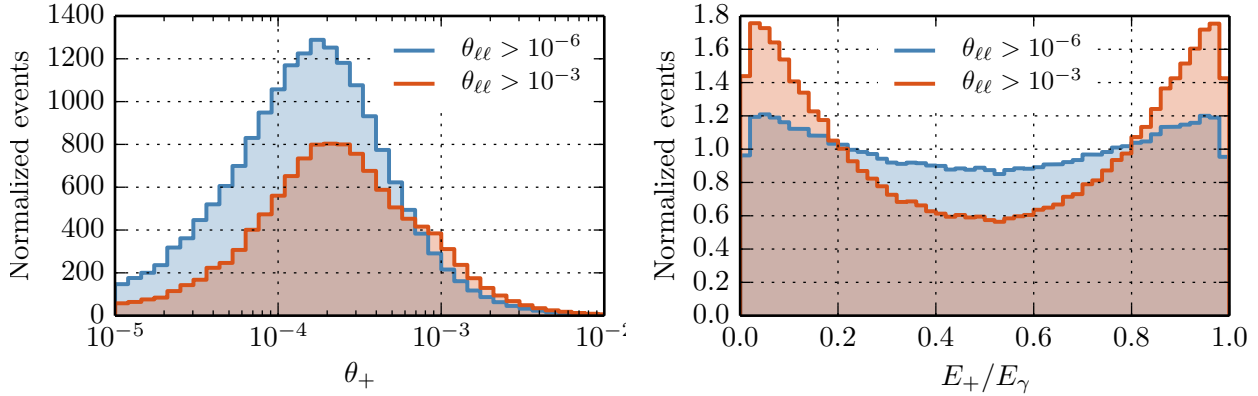 1400
1200
1000
800
600
400
200
0
Normalized events
θℓℓ > 10⁻⁶
θℓℓ > 10⁻³
10⁻⁵
10⁻⁴
10⁻³
θ₊
1.8
1.6
1.4
1.2
1.0
0.8
0.6
0.4
0.2
0.0
Normalized events
θℓℓ > 10⁻⁶
θℓℓ > 10⁻³
0.0 0.2 0.4 0.6 0.8 1.0
E₊/Eγ